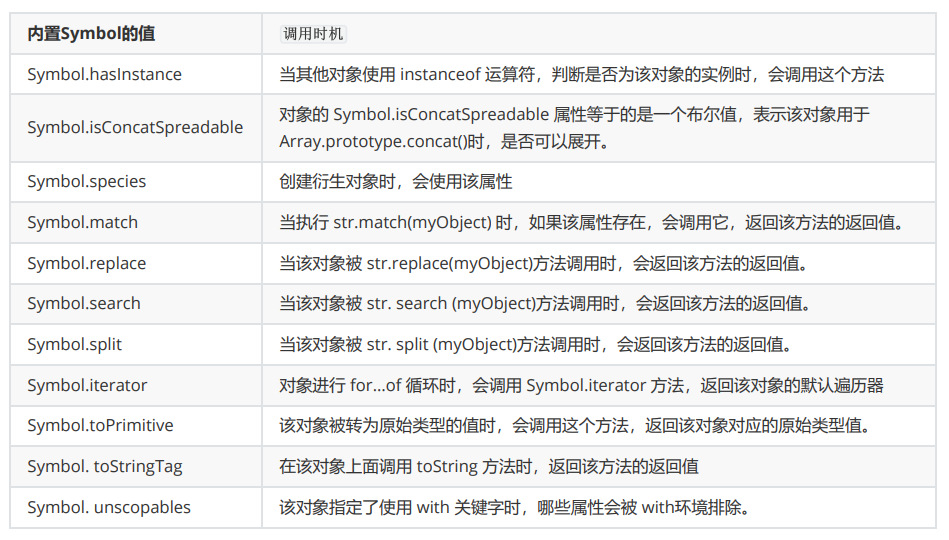 内置Symbol的值 调用时机
Symbol.hasInstance 当其他对象使用 instanceof 运算符，判断是否为该对象的实例时，会调用这个方法
Symbol.isConcatSpreadable 对象的 Symbol.isConcatSpreadable 属性等于的是一个布尔值，表示该对象用于
Array.prototype.concat()时，是否可以展开。
Symbol.species 创建衍生对象时，会使用该属性
Symbol.match 当执行 str.match(myObject) 时，如果该属性存在，会调用它，返回该方法的返回值。
Symbol.replace 当该对象被 str.replace(myObject)方法调用时，会返回该方法的返回值。
Symbol.search 当该对象被 str. search (myObject)方法调用时，会返回该方法的返回值。
Symbol.split 当该对象被 str. split (myObject)方法调用时，会返回该方法的返回值。
Symbol.iterator 对象进行 for...of 循环时，会调用 Symbol.iterator 方法，返回该对象的默认遍历器
Symbol.toPrimitive 该对象被转为原始类型的值时，会调用这个方法，返回该对象对应的原始类型值。
Symbol. toStringTag 在该对象上面调用 toString 方法时，返回该方法的返回值
Symbol. unscopables 该对象指定了使用 with 关键字时，哪些属性会被 with环境排除。